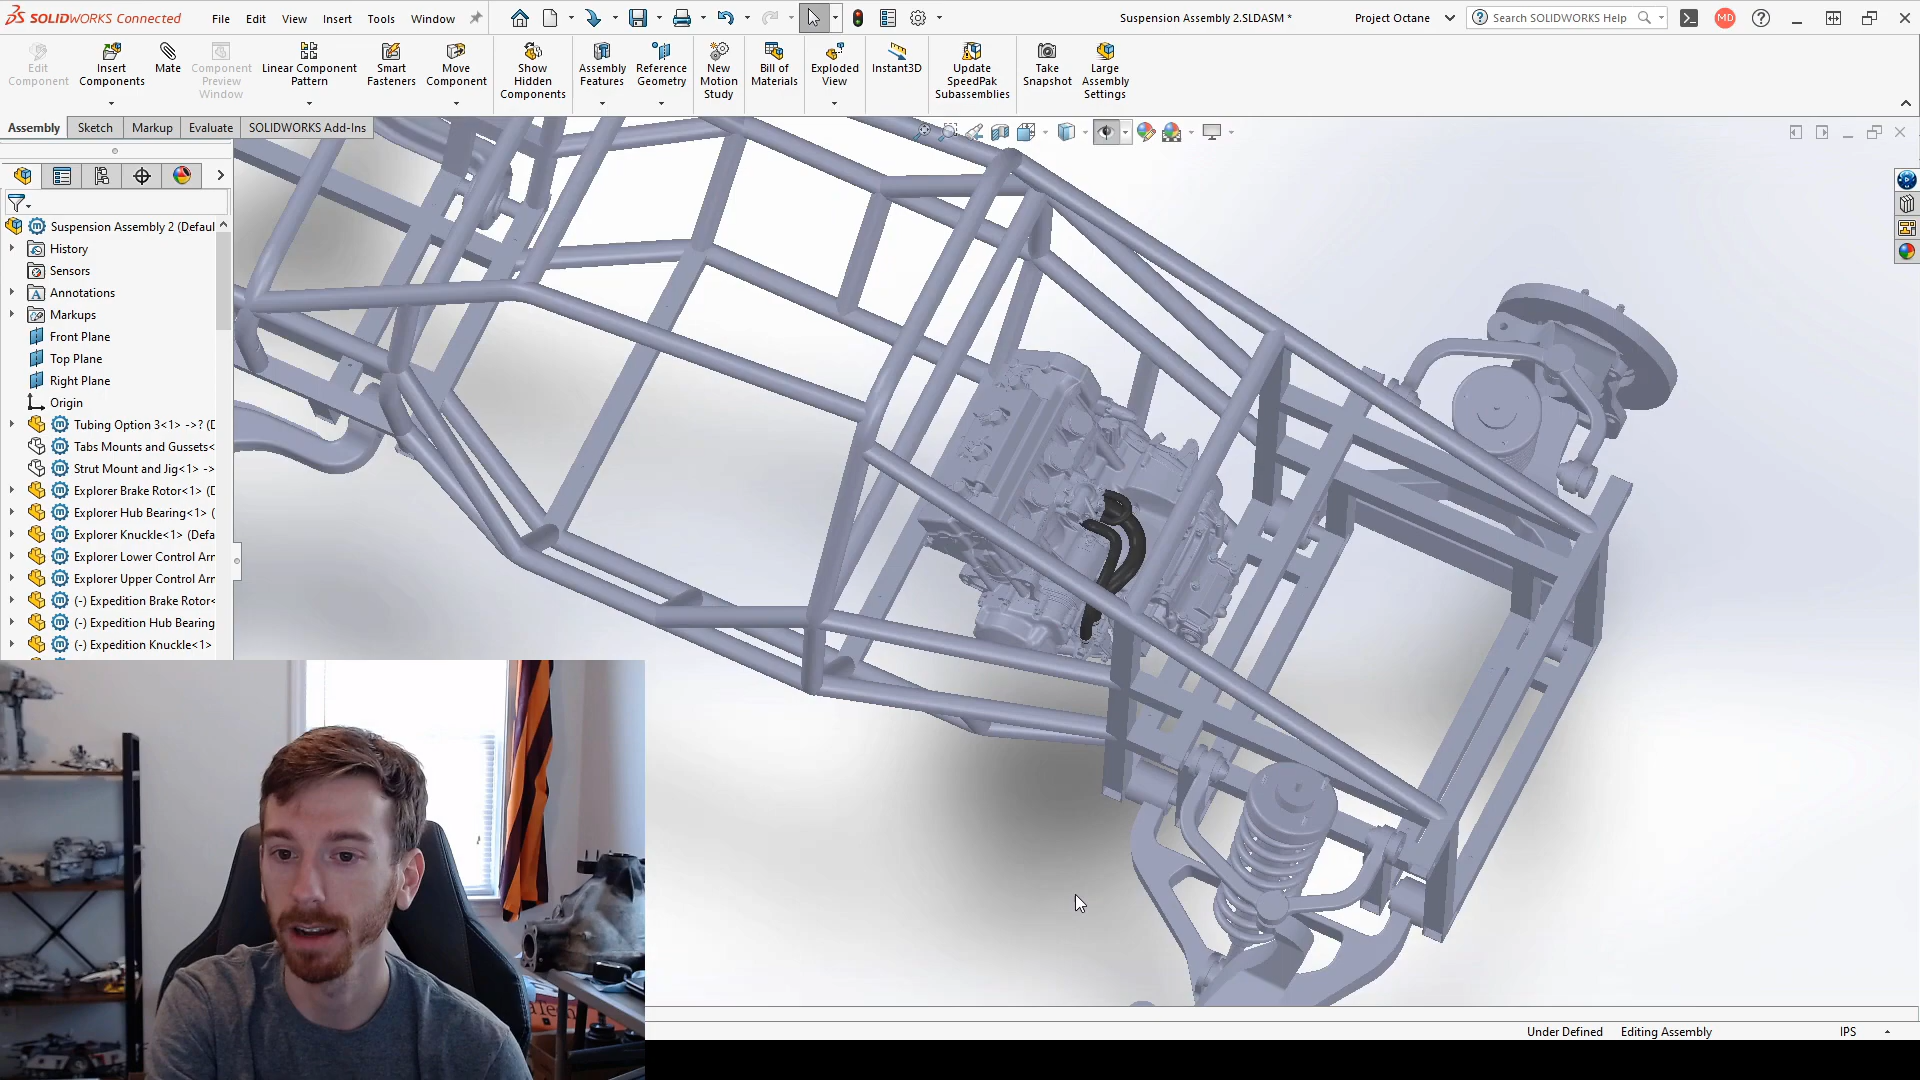 SOLIDWORKS Connected
File Edit View Insert Tools Window
Suspension Assembly 2.SLDASM *
Project Octane
Search SOLIDWORKS Help
MD
Edit Component
Insert Components
Mate
Component Preview Window
Linear Component Pattern
Smart Fasteners
Move Component
Show Hidden Components
Assembly Features
Reference Geometry
New Motion Study
Bill of Materials
Exploded View
Instant3D
Update SpeedPak Subassemblies
Take Snapshot
Large Assembly Settings
Assembly Sketch Markup Evaluate SOLIDWORKS Add-Ins
Suspension Assembly 2 (Defaul
History
Sensors
Annotations
Markups
Front Plane
Top Plane
Right Plane
Origin
Tubing Option 3<1> ->? (D
Tabs Mounts and Gussets<
Strut Mount and Jig<1> ->
Explorer Brake Rotor<1> (D
Explorer Hub Bearing<1> (
Explorer Knuckle<1> (Defa
Explorer Lower Control Arr
Explorer Upper Control Arr
(-) Expedition Brake Rotor<
(-) Expedition Hub Bearing
(-) Expedition Knuckle<1>
Under Defined Editing Assembly IPS